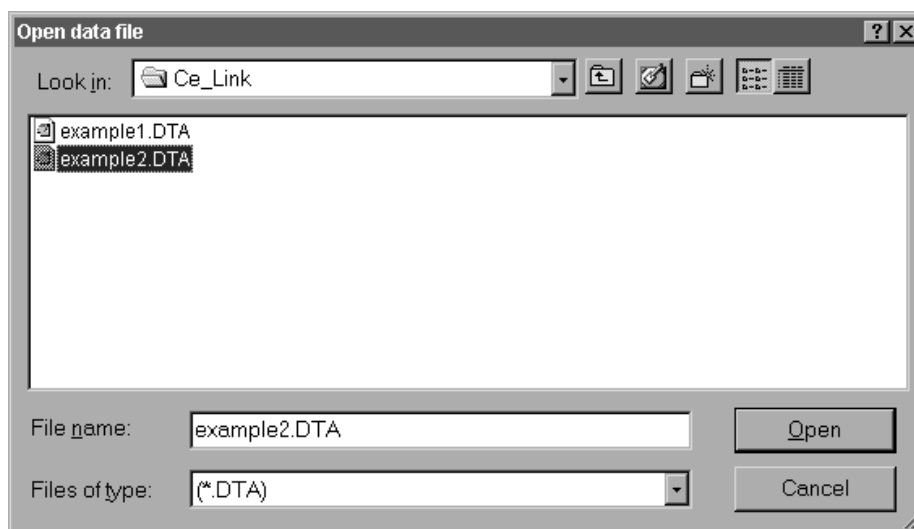 Open data file
Look in: Ce_Link
example1.DTA
example2.DTA
File name: example2.DTA Open
Files of type: (*.DTA) Cancel